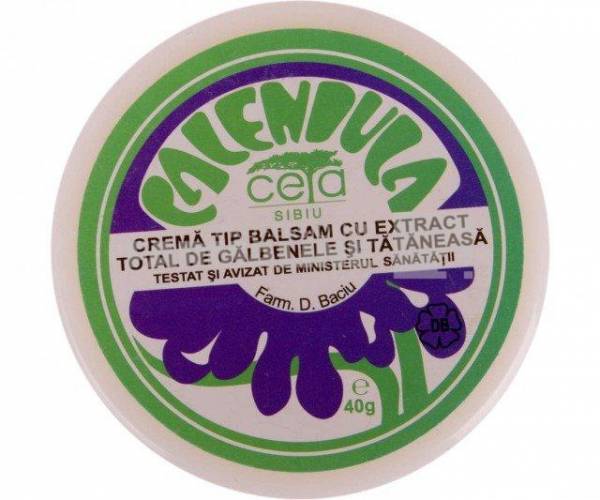 CALENDULA
ceta
SIBIU
CREMĂ TIP BALSAM CU EXTRACT
TOTAL DE GĂLBENELE ȘI TĂTĂNEASĂ
TESTAT ȘI AVIZAT DE MINISTERUL SĂNĂTĂȚII
Farm. D. Baciu
DB
e
40g